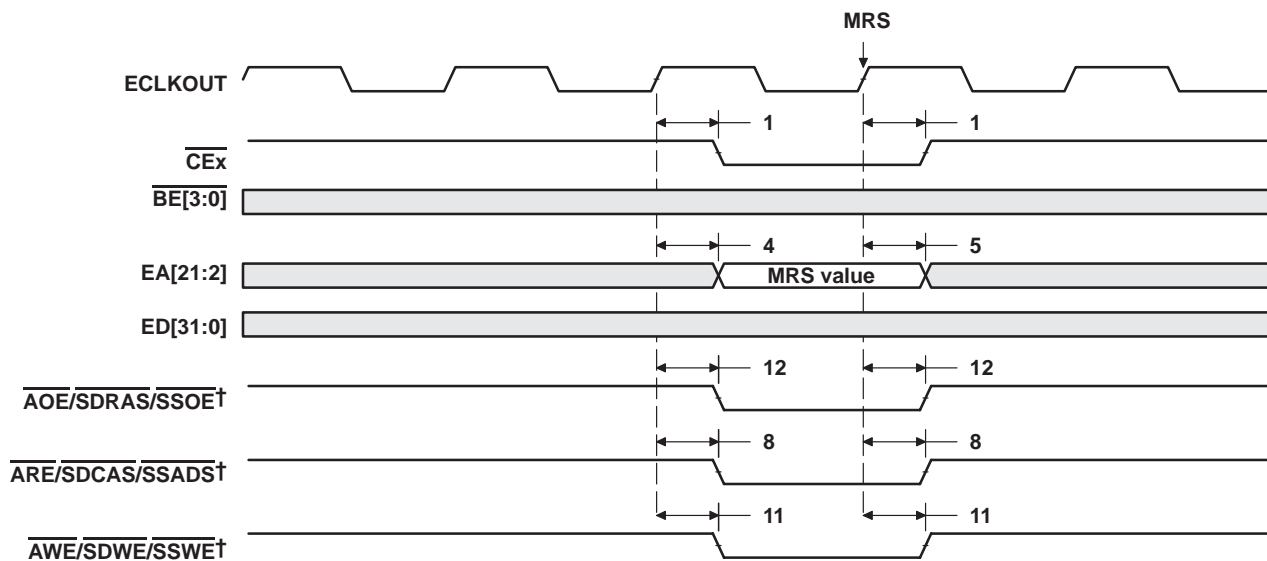 MRS
ECLKOUT
1 1
CEx
BE[3:0]
4 5
EA[21:2] MRS value
ED[31:0]
12 12
AOE/SDRAS/SSOE†
8 8
ARE/SDCAS/SSADS†
11 11
AWE/SDWE/SSWE†